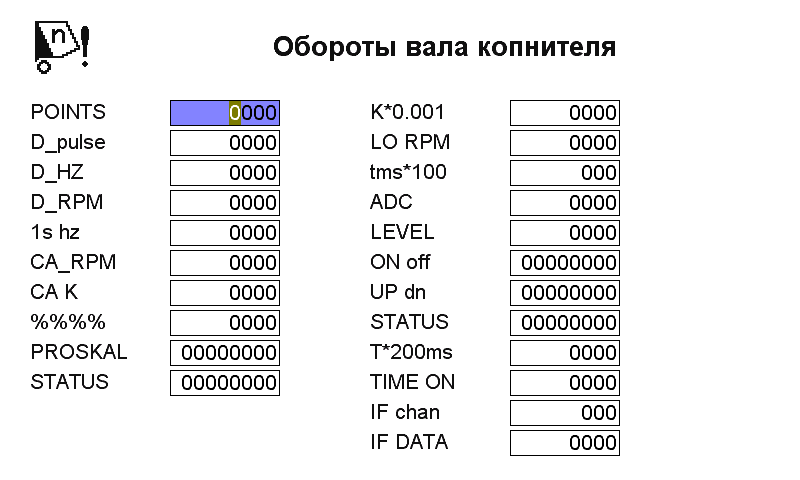 n!
Обороты вала копнителя
POINTS 0000
D_pulse 0000
D_HZ 0000
D_RPM 0000
1s hz 0000
CA_RPM 0000
CA K 0000
%%%% 0000
PROSKAL 00000000
STATUS 00000000
K*0.001 0000
LO RPM 0000
tms*100 000
ADC 0000
LEVEL 0000
ON off 00000000
UP dn 00000000
STATUS 00000000
T*200ms 0000
TIME ON 0000
IF chan 000
IF DATA 0000